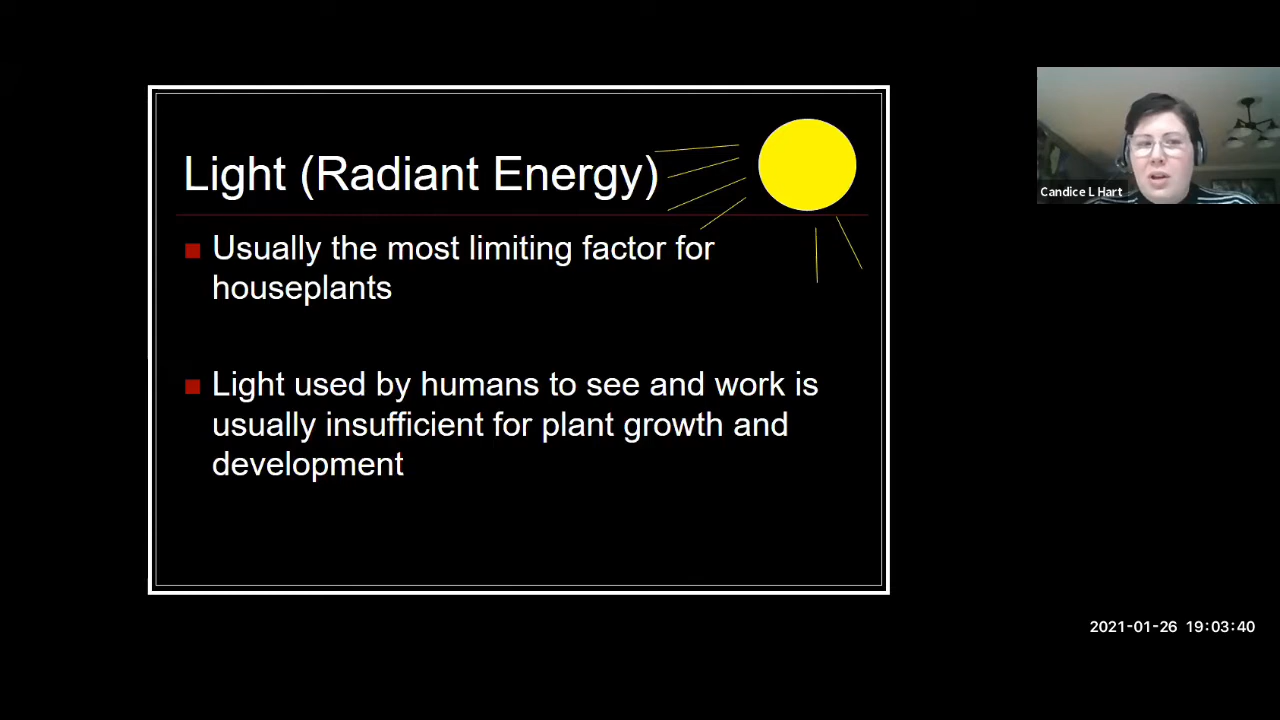 Light (Radiant Energy)
Usually the most limiting factor for
houseplants
Light used by humans to see and work is
usually insufficient for plant growth and
development
Candice L Hart
2021-01-26 19:03:40